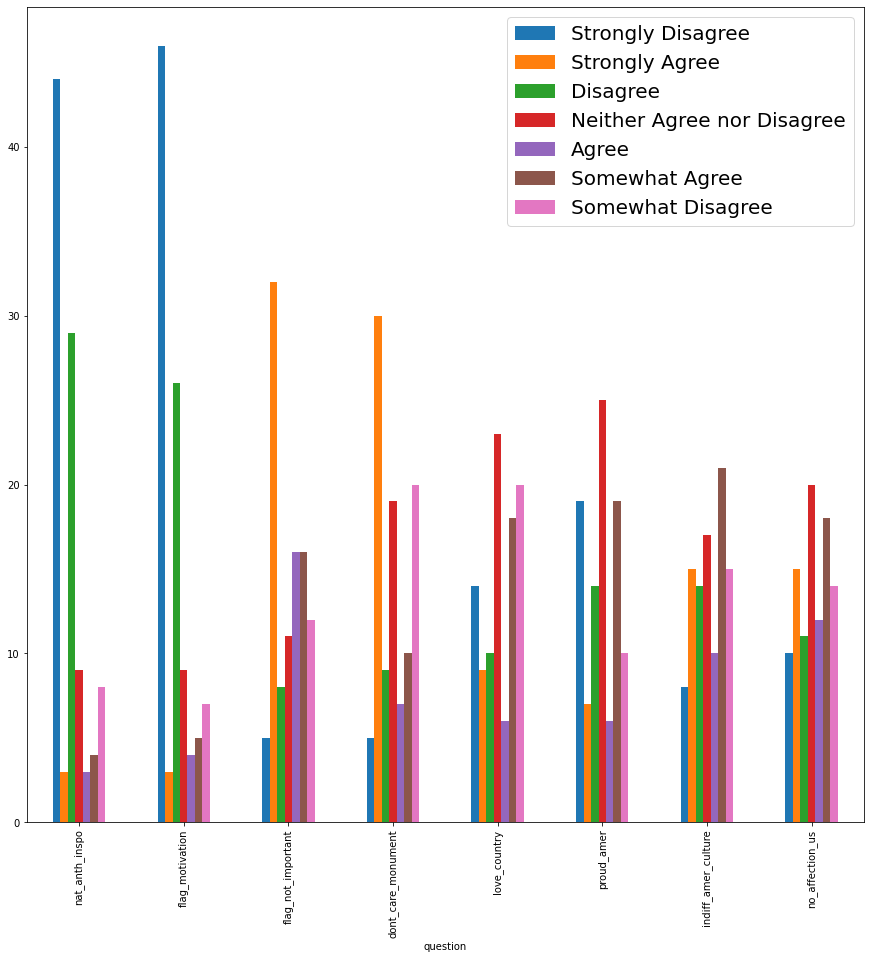 Strongly Disagree
Strongly Agree
Disagree
Neither Agree nor Disagree
Agree
Somewhat Agree
Somewhat Disagree
40
30
20
10
0
nat_anth_inspo
flag_motivation
flag_not_important
dont_care_monument
love_country
proud_amer
indiff_amer_culture
no_affection_us
question